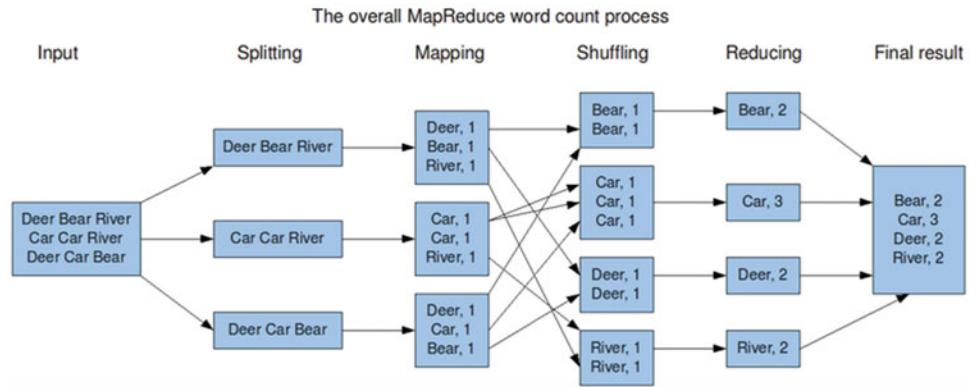 The overall MapReduce word count process
Input
Splitting
Mapping
Shuffling
Reducing
Final result
Deer Bear River
Car Car River
Deer Car Bear
Deer Bear River
Car Car River
Deer Car Bear
Deer, 1
Bear, 1
River, 1
Car, 1
Car, 1
River, 1
Deer, 1
Car, 1
Bear, 1
Bear, 1
Bear, 1
Car, 1
Car, 1
Car, 1
Deer, 1
Deer, 1
River, 1
River, 1
Bear, 2
Car, 3
Deer, 2
River, 2
Bear, 2
Car, 3
Deer, 2
River, 2